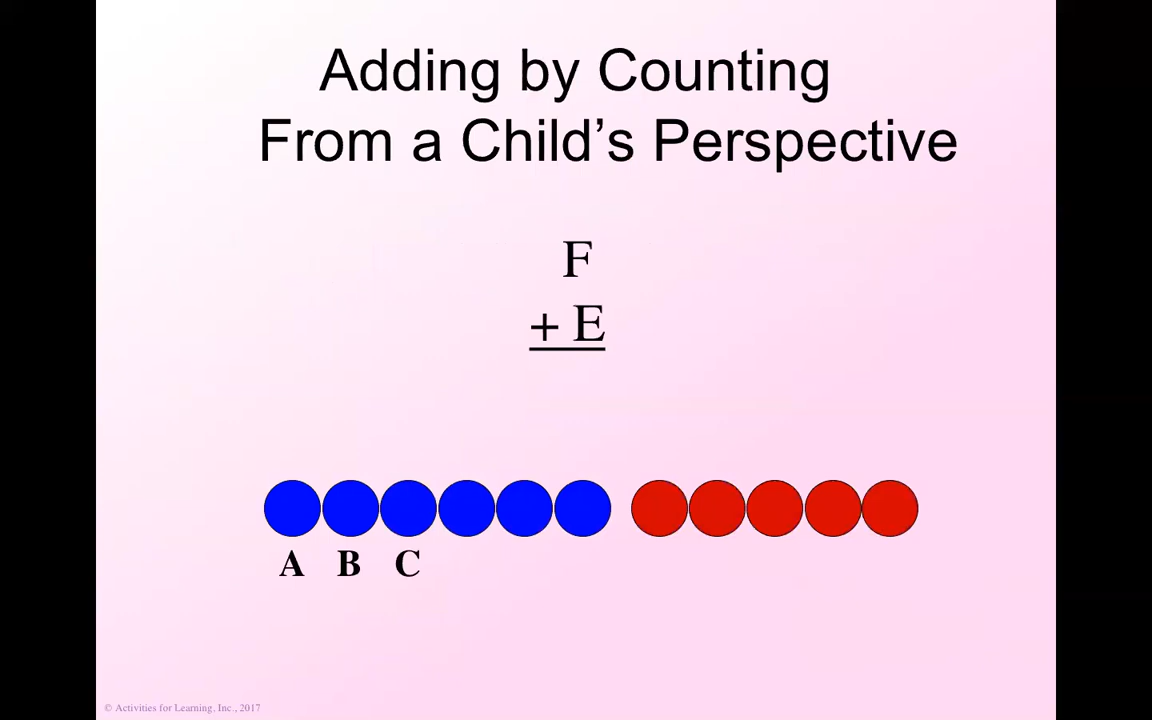 Adding by Counting
From a Child’s Perspective
F
+ E
A B C
© Activities for Learning, Inc., 2017